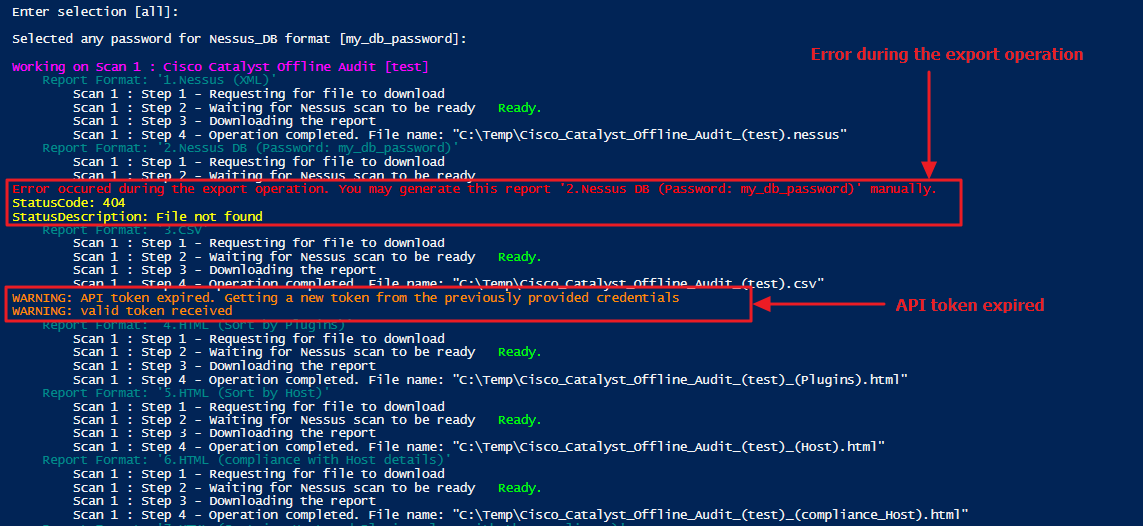 Enter selection [all]:
Selected any password for Nessus_DB format [my_db_password]:
Error during the export operation
Working on Scan 1 : Cisco Catalyst Offline Audit [test]
Report Format: '1.Nessus (XML)'
Scan 1 : Step 1 - Requesting for file to download
Scan 1 : Step 2 - Waiting for Nessus scan to be ready   Ready.
Scan 1 : Step 3 - Downloading the report
Scan 1 : Step 4 - Operation completed. File name: "C:\Temp\Cisco_Catalyst_Offline_Audit_(test).nessus"
Report Format: '2.Nessus DB (Password: my_db_password)'
Scan 1 : Step 1 - Requesting for file to download
Scan 1 : Step 2 - Waiting for Nessus scan to be ready
Error occured during the export operation. You may generate this report '2.Nessus DB (Password: my_db_password)' manually.
StatusCode: 404
StatusDescription: File not found
Report Format: '3.CSV'
Scan 1 : Step 1 - Requesting for file to download
Scan 1 : Step 2 - Waiting for Nessus scan to be ready   Ready.
Scan 1 : Step 3 - Downloading the report
Scan 1 : Step 4 - Operation completed. File name: "C:\Temp\Cisco_Catalyst_Offline_Audit_(test).csv"
WARNING: API token expired. Getting a new token from the previously provided credentials
WARNING: valid token received
API token expired
Report Format: '4.HTML (Sort by Plugins)'
Scan 1 : Step 1 - Requesting for file to download
Scan 1 : Step 2 - Waiting for Nessus scan to be ready   Ready.
Scan 1 : Step 3 - Downloading the report
Scan 1 : Step 4 - Operation completed. File name: "C:\Temp\Cisco_Catalyst_Offline_Audit_(test)_(Plugins).html"
Report Format: '5.HTML (Sort by Host)'
Scan 1 : Step 1 - Requesting for file to download
Scan 1 : Step 2 - Waiting for Nessus scan to be ready   Ready.
Scan 1 : Step 3 - Downloading the report
Scan 1 : Step 4 - Operation completed. File name: "C:\Temp\Cisco_Catalyst_Offline_Audit_(test)_(Host).html"
Report Format: '6.HTML (compliance with Host details)'
Scan 1 : Step 1 - Requesting for file to download
Scan 1 : Step 2 - Waiting for Nessus scan to be ready   Ready.
Scan 1 : Step 3 - Downloading the report
Scan 1 : Step 4 - Operation completed. File name: "C:\Temp\Cisco_Catalyst_Offline_Audit_(test)_(compliance_Host).html"